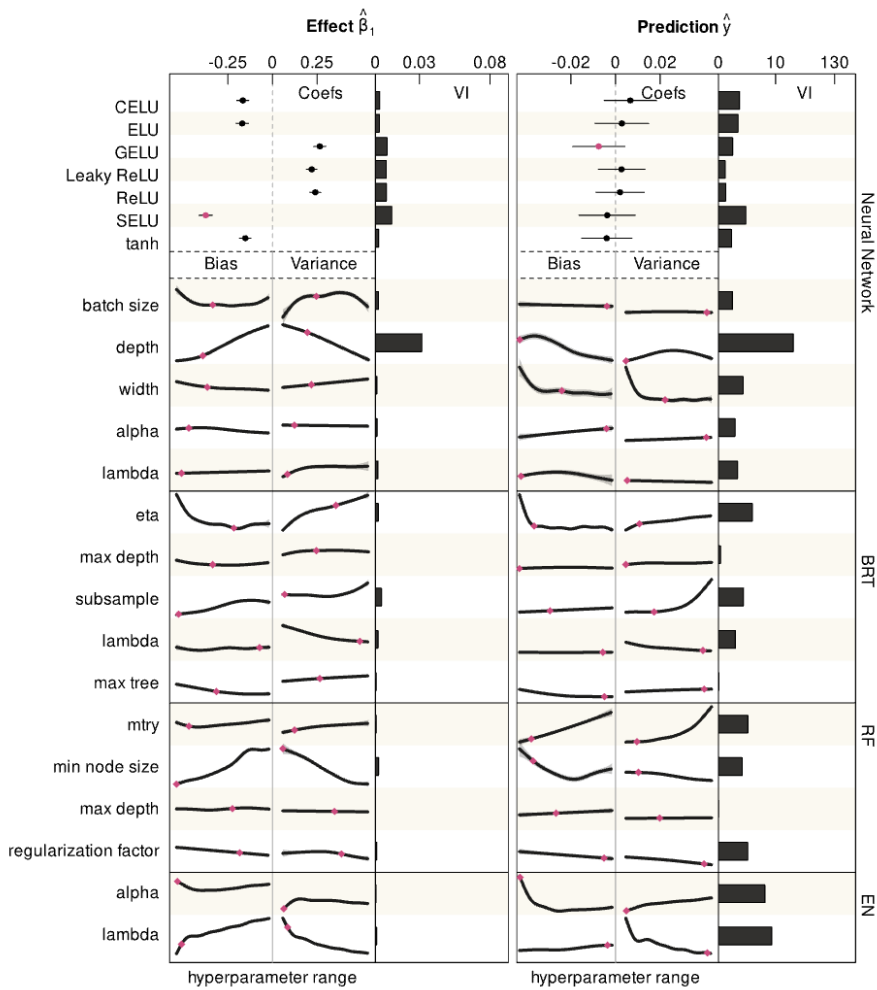 Effect β̂₁ Prediction ŷ
-0.25 0 0.25 0 0.03 0.08 -0.02 0 0.02 0 10 130
Coefs VI Coefs VI
CELU
ELU
GELU
Leaky ReLU
ReLU
SELU
tanh
Bias Variance Bias Variance
batch size
depth
width
alpha
lambda
Neural Network
eta
max depth
subsample
lambda
max tree
BRT
mtry
min node size
max depth
regularization factor
RF
alpha
lambda
EN
hyperparameter range hyperparameter range